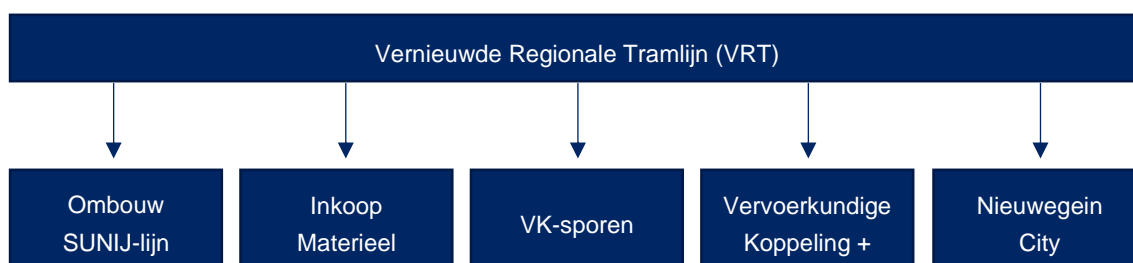 Vernieuwde Regionale Tramlijn (VRT)
Ombouw
SUNIJ-lijn
Inkoop
Materieel
VK-sporen
Vervoerkundige
Koppeling +
Nieuwegein
City